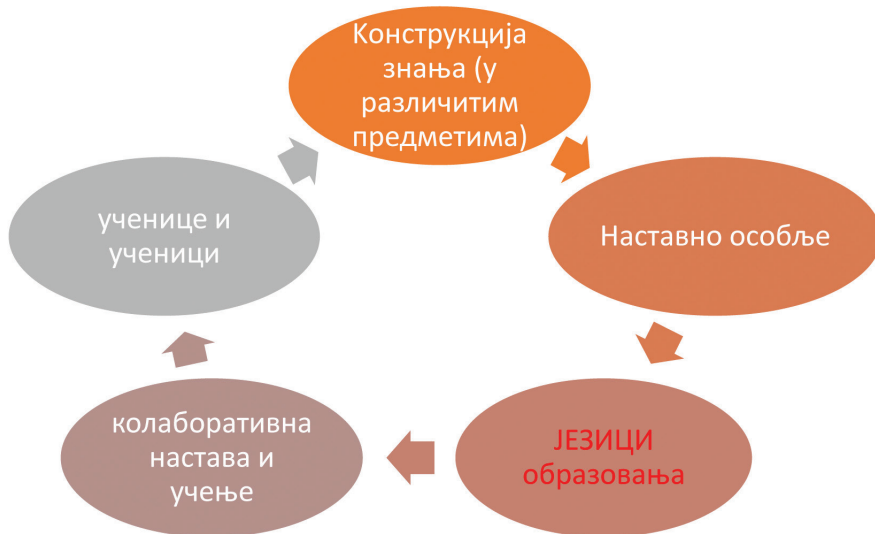 Конструкција
знања (у
различитим
предметима)
Наставно особље
ЈЕЗИЦИ
образовања
колаборативна
настава и
учење
ученице и
ученици